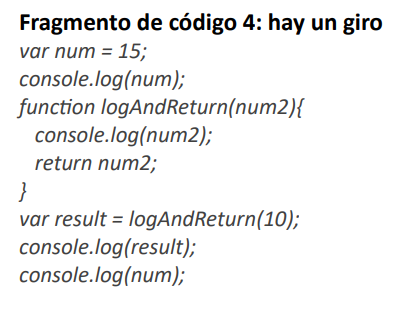 Fragmento de código 4: hay un giro
var num = 15;
console.log(num);
function logAndReturn(num2){
   console.log(num2);
   return num2;
}
var result = logAndReturn(10);
console.log(result);
console.log(num);